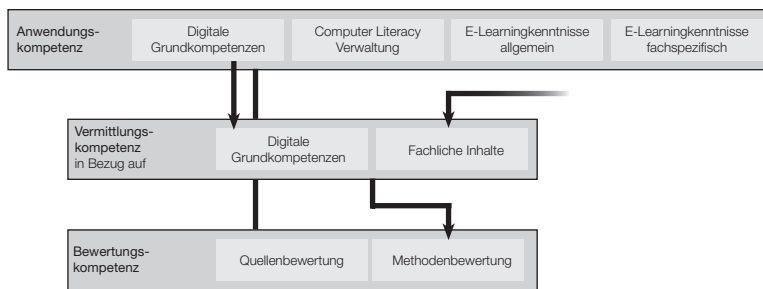 Anwendungs-
kompetenz
Digitale
Grundkompetenzen
Computer Literacy
Verwaltung
E-Learningkenntnisse
allgemein
E-Learningkenntnisse
fachspezifisch
Vermittlungs-
kompetenz
in Bezug auf
Digitale
Grundkompetenzen
Fachliche Inhalte
Bewertungs-
kompetenz
Quellenbewertung
Methodenbewertung